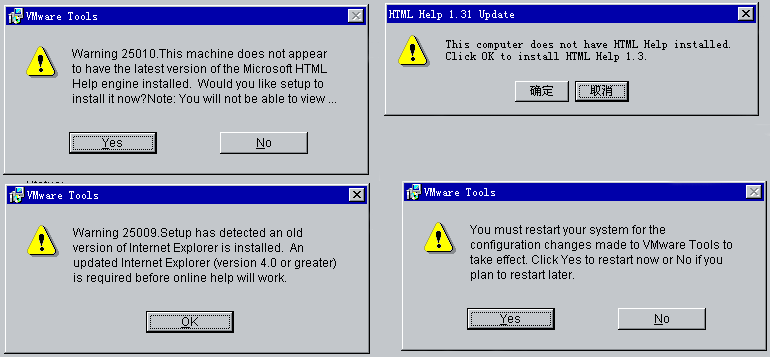 VMware Tools
Warning 25010.This machine does not appear
to have the latest version of the Microsoft HTML
Help engine installed. Would you like setup to
install it now?Note: You will not be able to view ...
Yes
No
HTML Help 1.31 Update
This computer does not have HTML Help installed.
Click OK to install HTML Help 1.3.
确定
取消
VMware Tools
Warning 25009.Setup has detected an old
version of Internet Explorer is installed. An
updated Internet Explorer (version 4.0 or greater)
is required before online help will work.
OK
VMware Tools
You must restart your system for the
configuration changes made to VMware Tools to
take effect. Click Yes to restart now or No if you
plan to restart later.
Yes
No